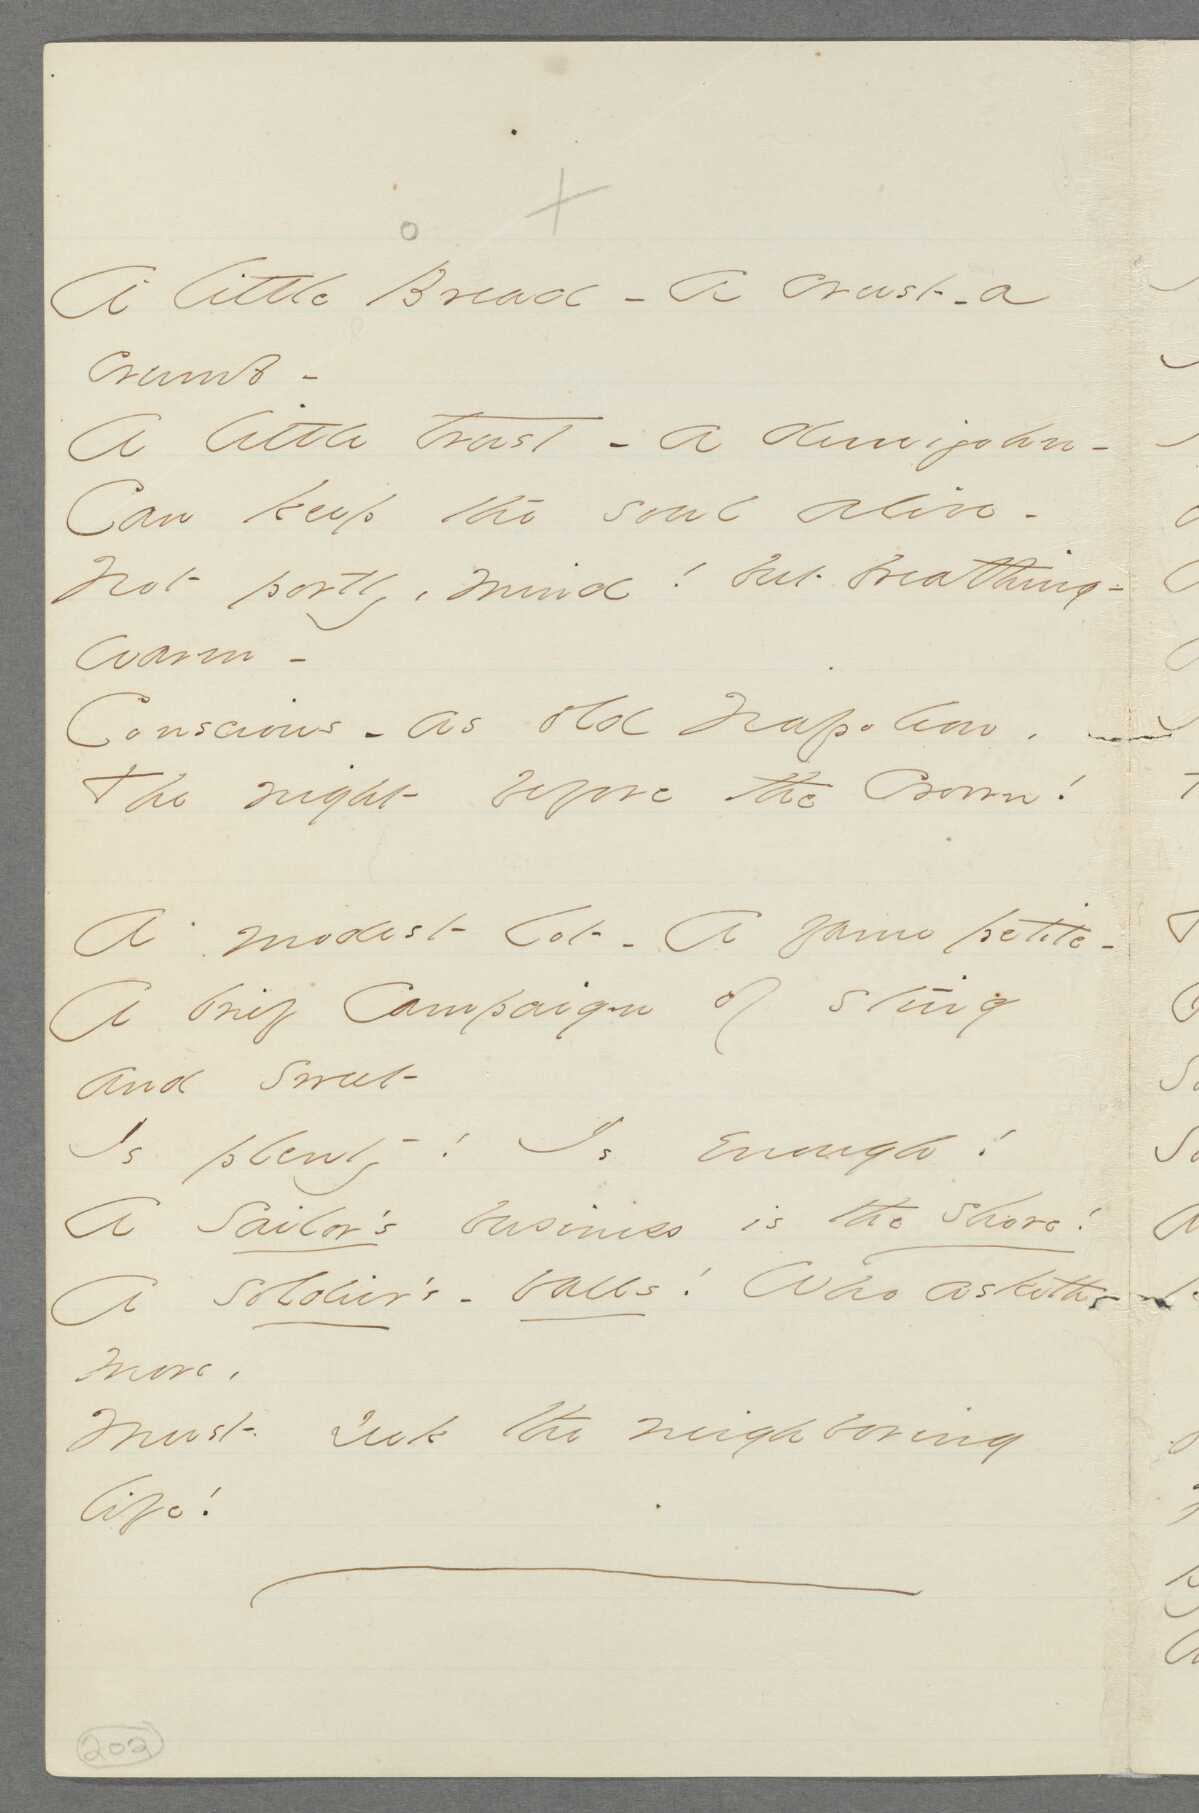 A little Bread - A crust - a
crumb -
A little trust - a demijohn -
Can keep the soul alive -
Not portly, mind! but breathing -
warm -
Conscious - as old Napoleon,
The night before the Crown!
A modest lot - A fame petite -
A brief Campaign of sting
and sweet
Is plenty! Is enough!
A Sailor's business is the shore!
A Soldier's - balls! Who asketh
more,
Must seek the neighboring
life!
202